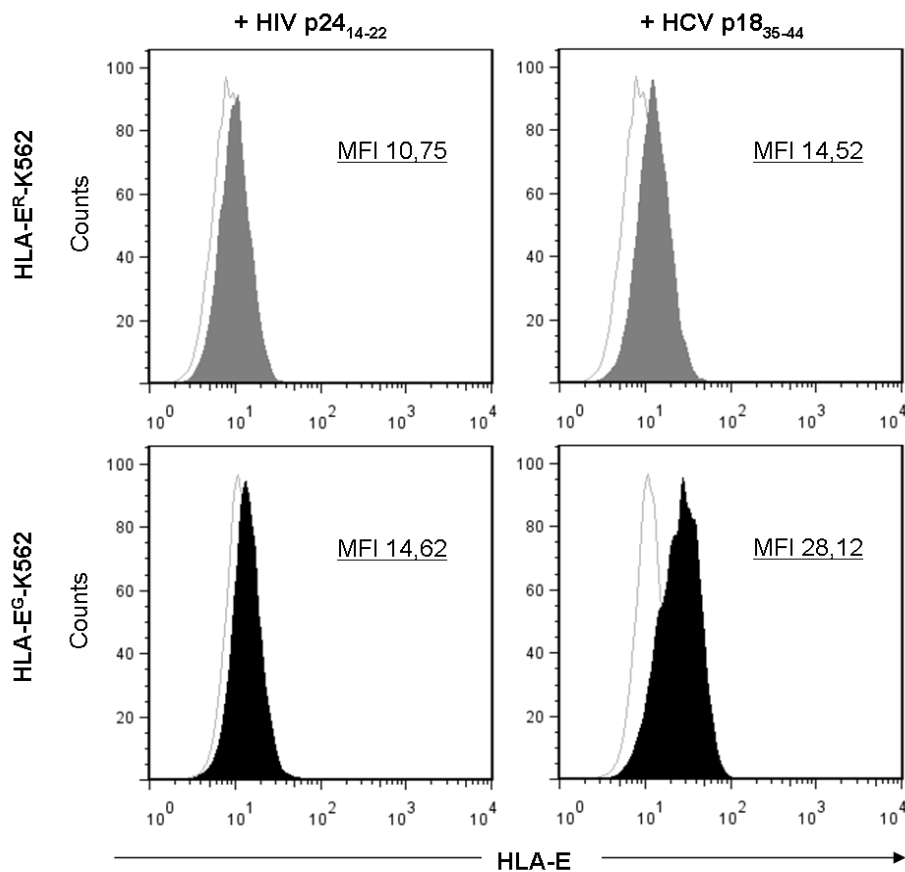 + HIV p24₁₄₋₂₂
+ HCV p18₃₅₋₄₄
HLA-Eᴿ-K562
Counts
100
80
60
40
20
MFI 10,75
10⁰ 10¹ 10² 10³ 10⁴
100
80
60
40
20
MFI 14,52
10⁰ 10¹ 10² 10³ 10⁴
HLA-Eᴳ-K562
Counts
100
80
60
40
20
MFI 14,62
10⁰ 10¹ 10² 10³ 10⁴
100
80
60
40
20
MFI 28,12
10⁰ 10¹ 10² 10³ 10⁴
HLA-E